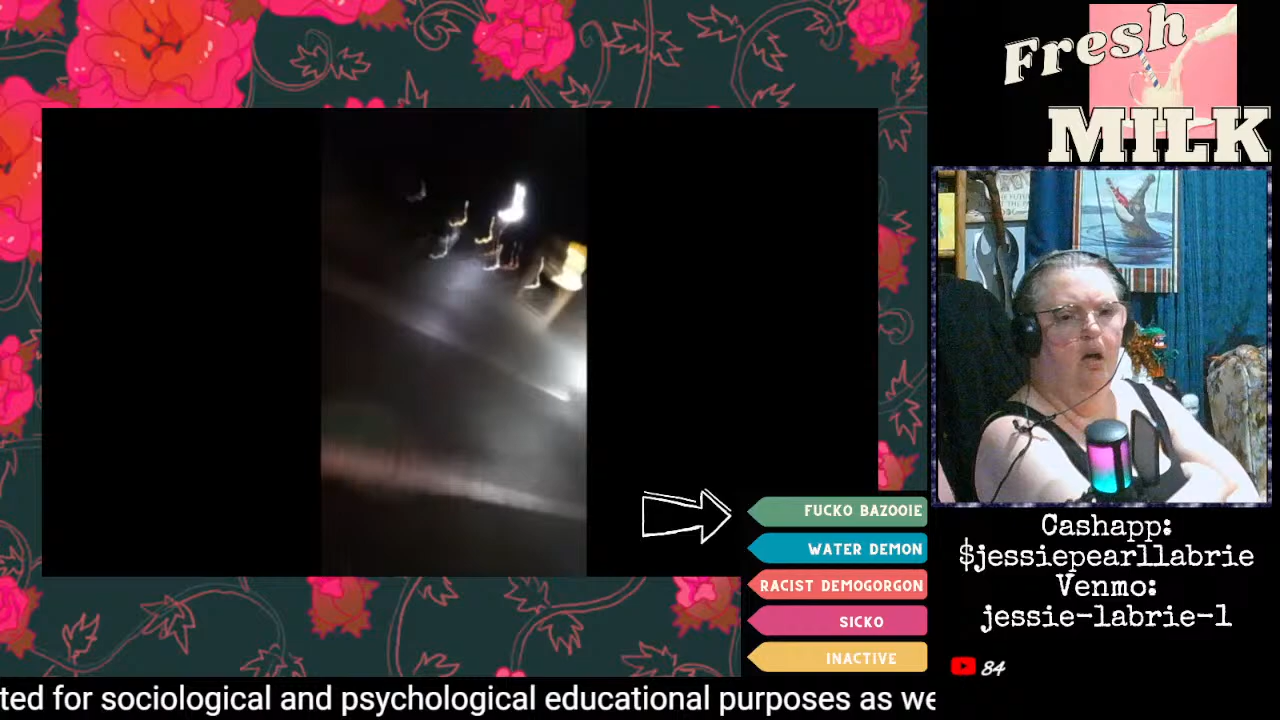 Fresh
MILK
FUCKO BAZOOIE
WATER DEMON
RACIST DEMOGORGON
SICKO
INACTIVE
Cashapp:
$jessiepearllabrie
Venmo:
jessie-labrie-1
84
ted for sociological and psychological educational purposes as we